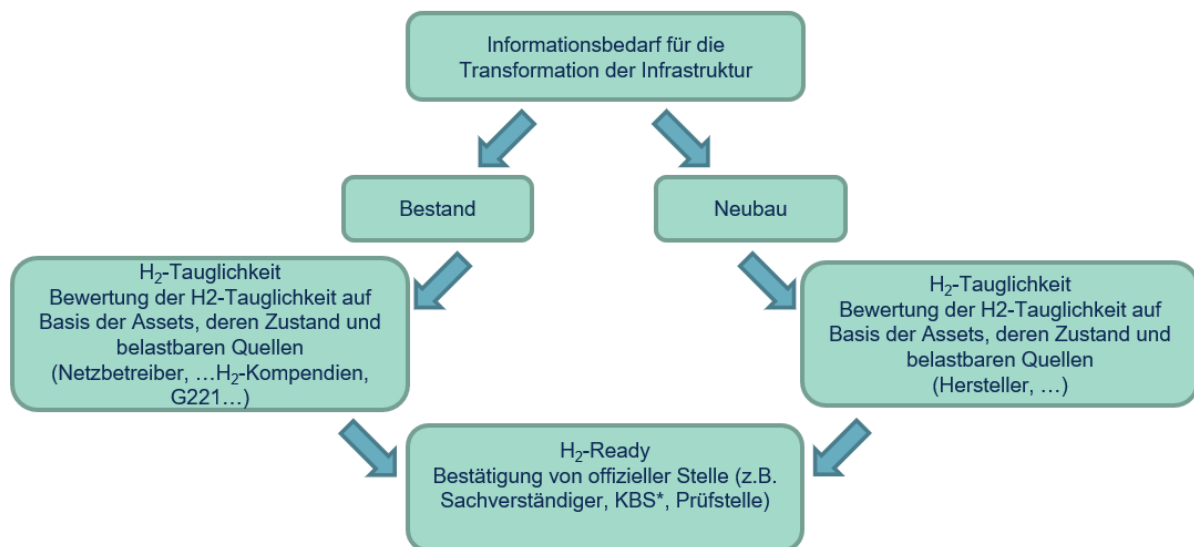 Informationsbedarf für die
Transformation der Infrastruktur
Bestand
Neubau
H₂-Tauglichkeit
Bewertung der H2-Tauglichkeit auf
Basis der Assets, deren Zustand und
belastbaren Quellen
(Netzbetreiber, …H₂-Kompendien,
G221…)
H₂-Tauglichkeit
Bewertung der H2-Tauglichkeit auf
Basis der Assets, deren Zustand und
belastbaren Quellen
(Hersteller, …)
H₂-Ready
Bestätigung von offizieller Stelle (z.B.
Sachverständiger, KBS*, Prüfstelle)